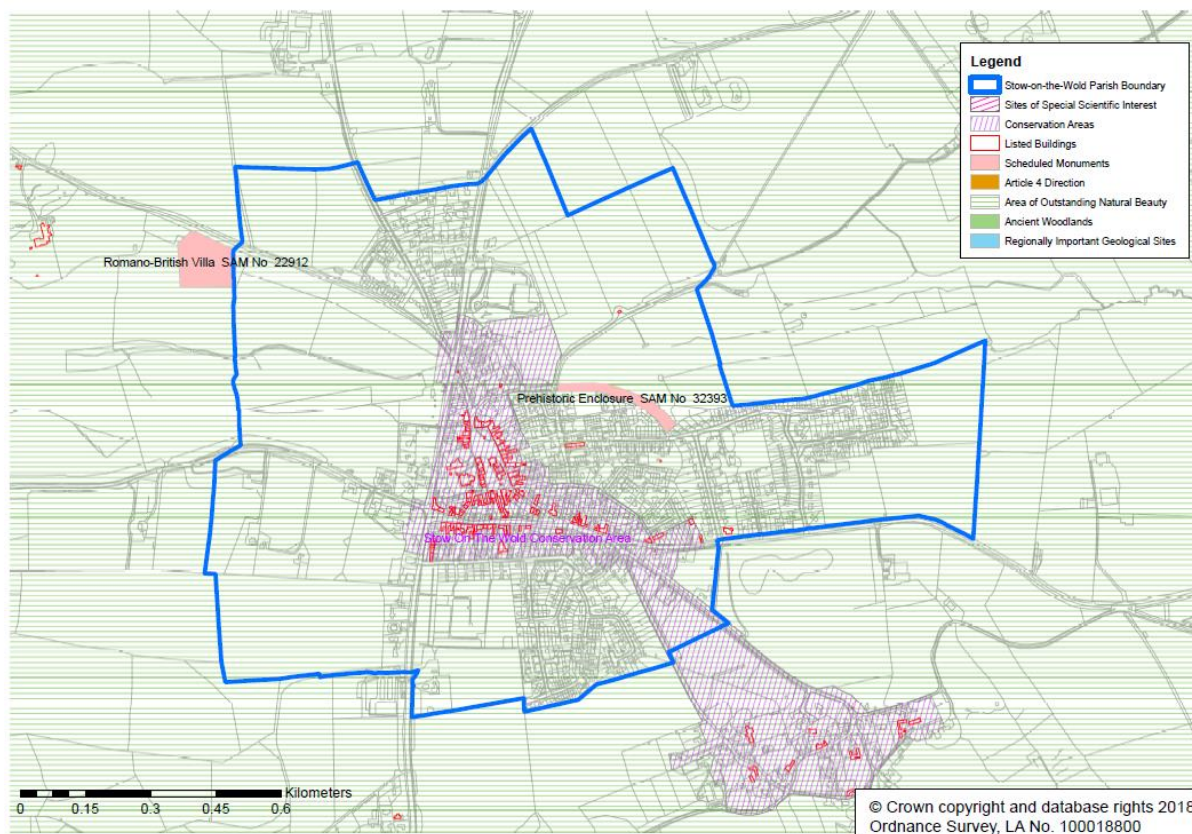 Legend
Stow-on-the-Wold Parish Boundary
Sites of Special Scientific Interest
Conservation Areas
Listed Buildings
Scheduled Monuments
Article 4 Direction
Area of Outstanding Natural Beauty
Ancient Woodlands
Regionally Important Geological Sites
Romano-British Villa SAM No 22912
Prehistoric Enclosure SAM No 32393
Stow On The Wold Conservation Area
Kilometers
0 0.15 0.3 0.45 0.6
© Crown copyright and database rights 2018
Ordnance Survey, LA No. 100018800